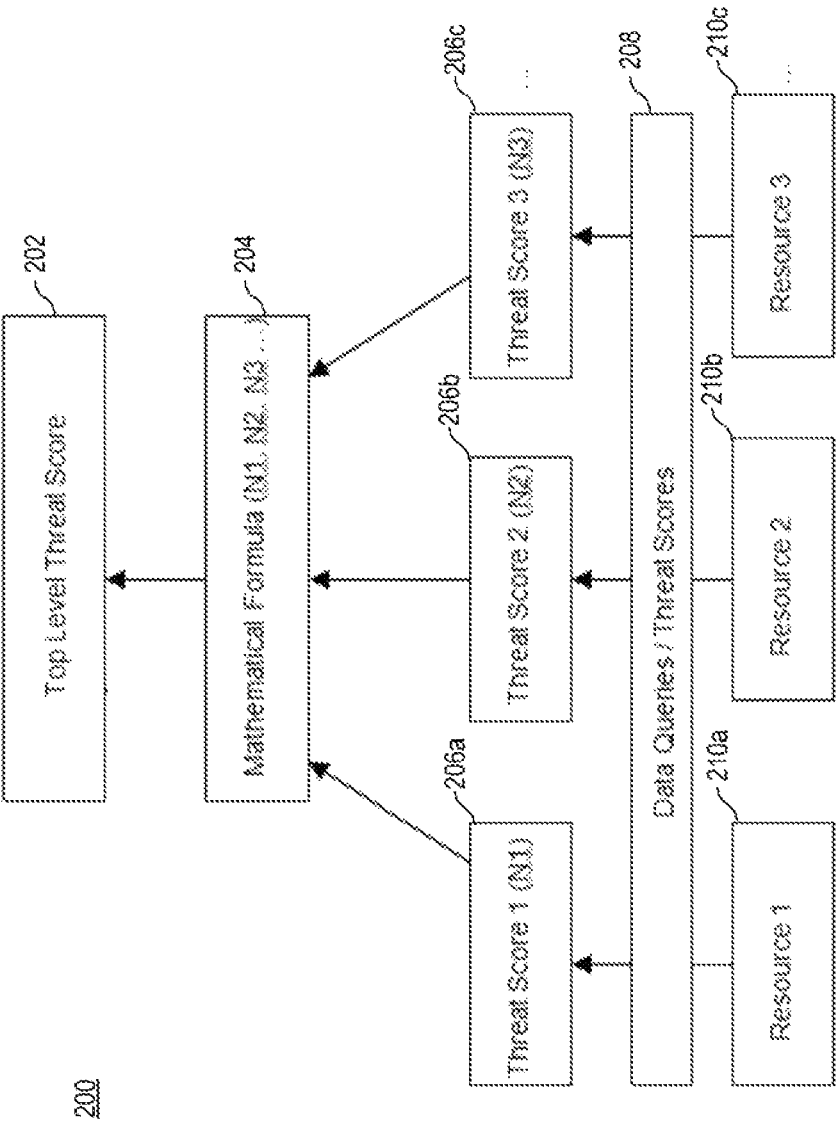 200
Top Level Threat Score
202
Mathematical Formula (N1, N2, N3 ...)
204
Threat Score 1 (N1)
206a
Threat Score 2 (N2)
206b
Threat Score 3 (N3)
206c
...
Data Queries / Threat Scores
208
Resource 1
210a
Resource 2
210b
Resource 3
210c
...